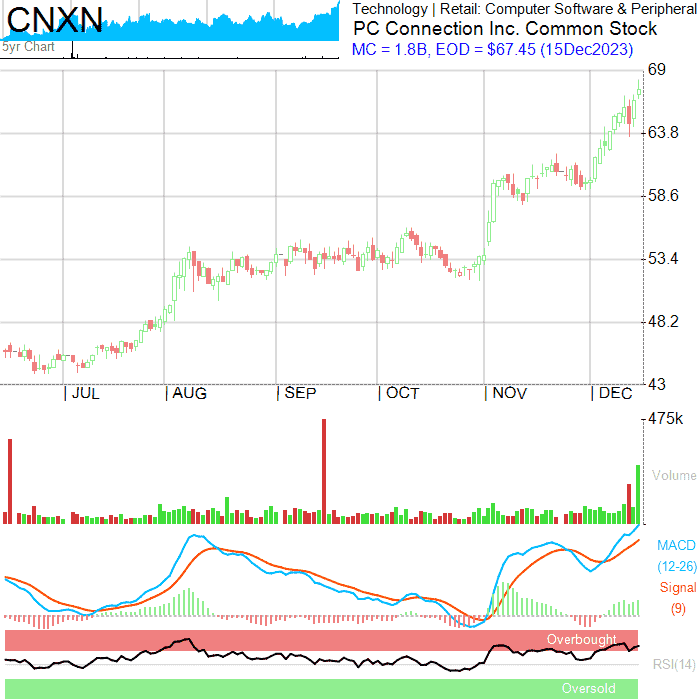 CNXN
5yr Chart
Technology | Retail: Computer Software & Peripheral
PC Connection Inc. Common Stock
MC = 1.8B, EOD = $67.45 (15Dec2023)
69
63.8
58.6
53.4
48.2
43
| JUL | AUG | SEP | OCT | NOV | DEC
475k
Volume
MACD
(12-26)
Signal
(9)
Overbought
RSI(14)
Oversold